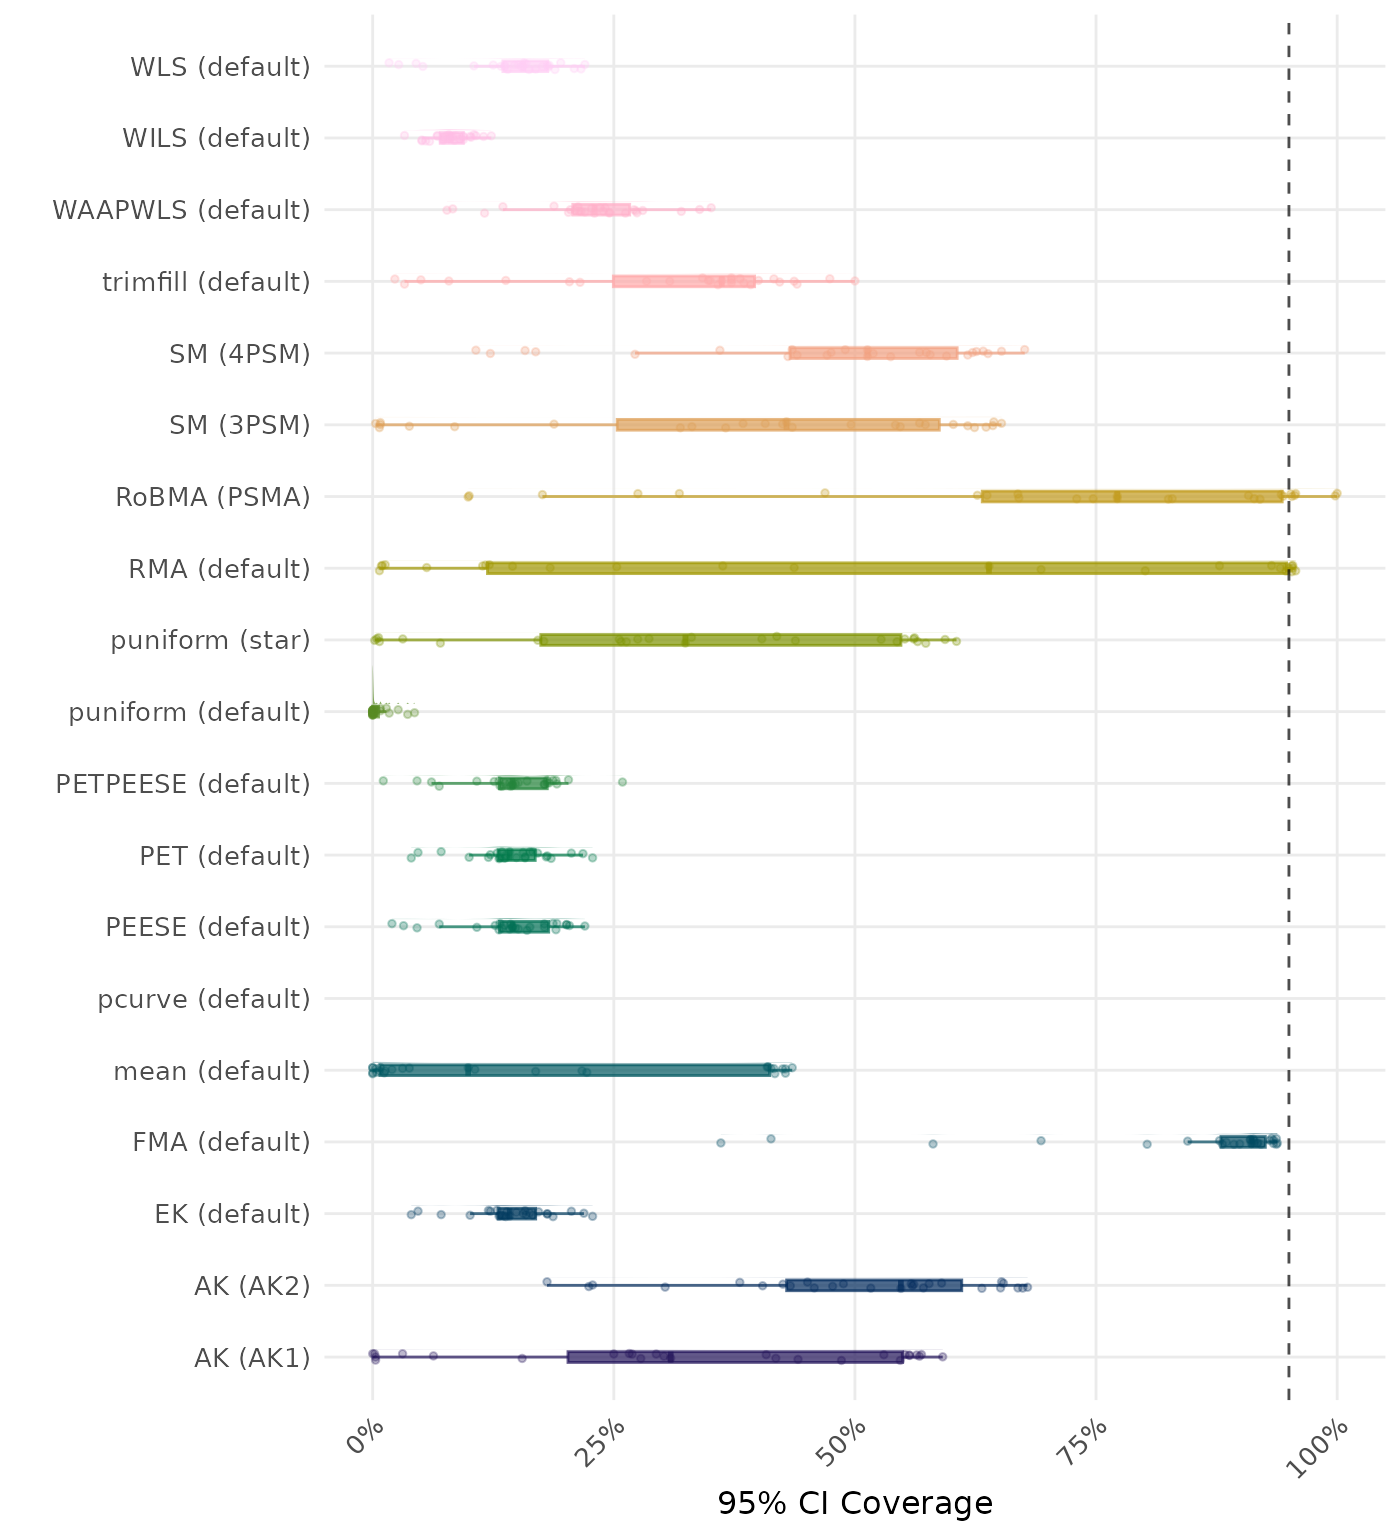 WLS (default)
WILS (default)
WAAPWLS (default)
trimfill (default)
SM (4PSM)
SM (3PSM)
RoBMA (PSMA)
RMA (default)
puniform (star)
puniform (default)
PETPEESE (default)
PET (default)
PEESE (default)
pcurve (default)
mean (default)
FMA (default)
EK (default)
AK (AK2)
AK (AK1)
0%
25%
50%
75%
100%
95% CI Coverage